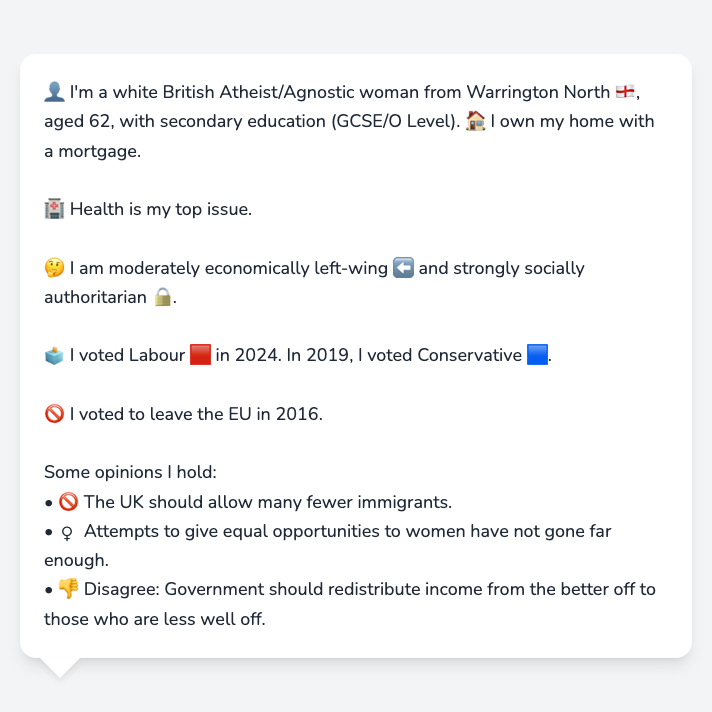 👤 I'm a white British Atheist/Agnostic woman from Warrington North 🏴󠁧󠁢󠁥󠁮󠁧󠁿,
aged 62, with secondary education (GCSE/O Level). 🏠 I own my home with
a mortgage.
🏥 Health is my top issue.
🤔 I am moderately economically left-wing ⬅️ and strongly socially
authoritarian 🔒.
🗳️ I voted Labour 🟥 in 2024. In 2019, I voted Conservative 🟦.
🚫 I voted to leave the EU in 2016.
Some opinions I hold:
• 🚫 The UK should allow many fewer immigrants.
• ♀ Attempts to give equal opportunities to women have not gone far
enough.
• 👎 Disagree: Government should redistribute income from the better off to
those who are less well off.